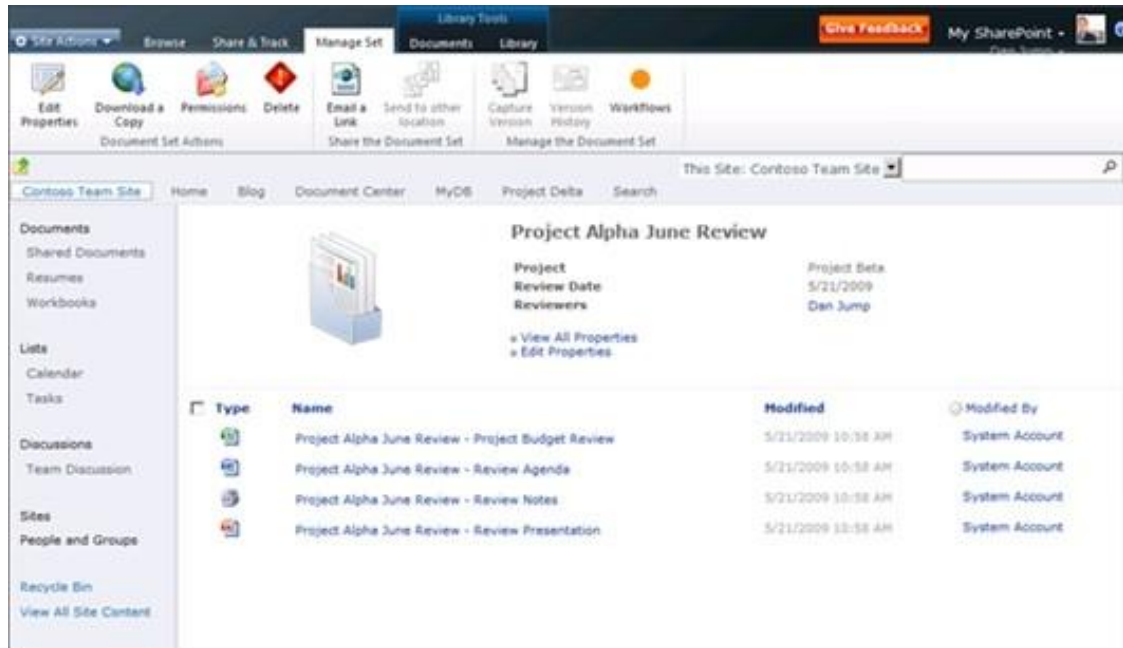 Library Tools
Site Actions Browse Share & Track Manage Set Documents Library Give Feedback My SharePoint
Dan Jump
Edit Properties Download a Copy Permissions Delete Email a Link Send to other location Capture Version Version History Workflows
Document Set Actions Share the Document Set Manage the Document Set
This Site: Contoso Team Site
Contoso Team Site Home Blog Document Center MyDB Project Delta Search
Documents
Shared Documents
Resumes
Workbooks
Lists
Calendar
Tasks
Discussions
Team Discussion
Sites
People and Groups
Recycle Bin
View All Site Content
Project Alpha June Review
Project Project Beta
Review Date 5/21/2009
Reviewers Dan Jump
» View All Properties
» Edit Properties
Type Name Modified Modified By
Project Alpha June Review - Project Budget Review 5/21/2009 10:58 AM System Account
Project Alpha June Review - Review Agenda 5/21/2009 10:58 AM System Account
Project Alpha June Review - Review Notes 5/21/2009 10:58 AM System Account
Project Alpha June Review - Review Presentation 5/21/2009 10:58 AM System Account